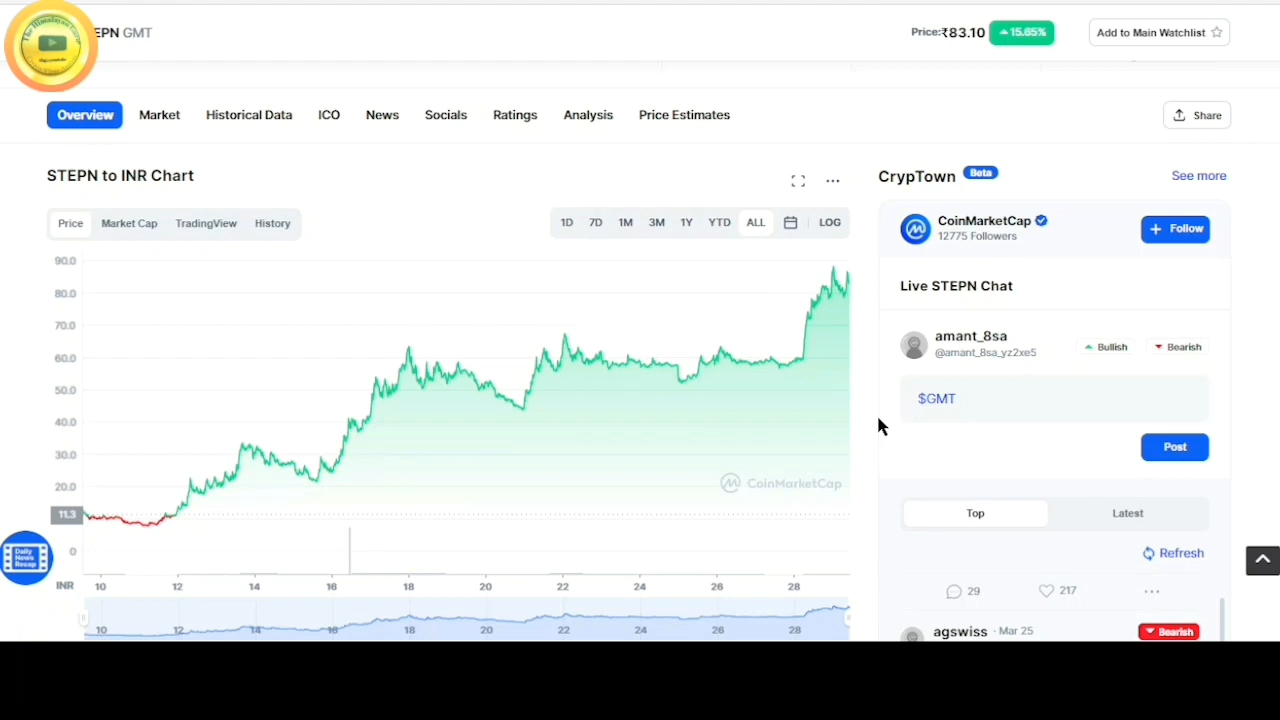 EPN GMT
Price:₹83.10 15.65% Add to Main Watchlist
Overview Market Historical Data ICO News Socials Ratings Analysis Price Estimates Share
STEPN to INR Chart
CrypTown Beta See more
Price Market Cap TradingView History
1D 7D 1M 3M 1Y YTD ALL LOG
CoinMarketCap
12775 Followers
+ Follow
Live STEPN Chat
amant_8sa
@amant_8sa_yz2xe5
Bullish Bearish
$GMT
Post
Top Latest
Refresh
29 217
agswiss · Mar 25 Bearish
90.0
80.0
70.0
60.0
50.0
40.0
30.0
20.0
11.3
0
CoinMarketCap
INR 10 12 14 16 18 20 22 24 26 28
10 12 14 16 18 20 22 24 26 28
Daily
News
Recap